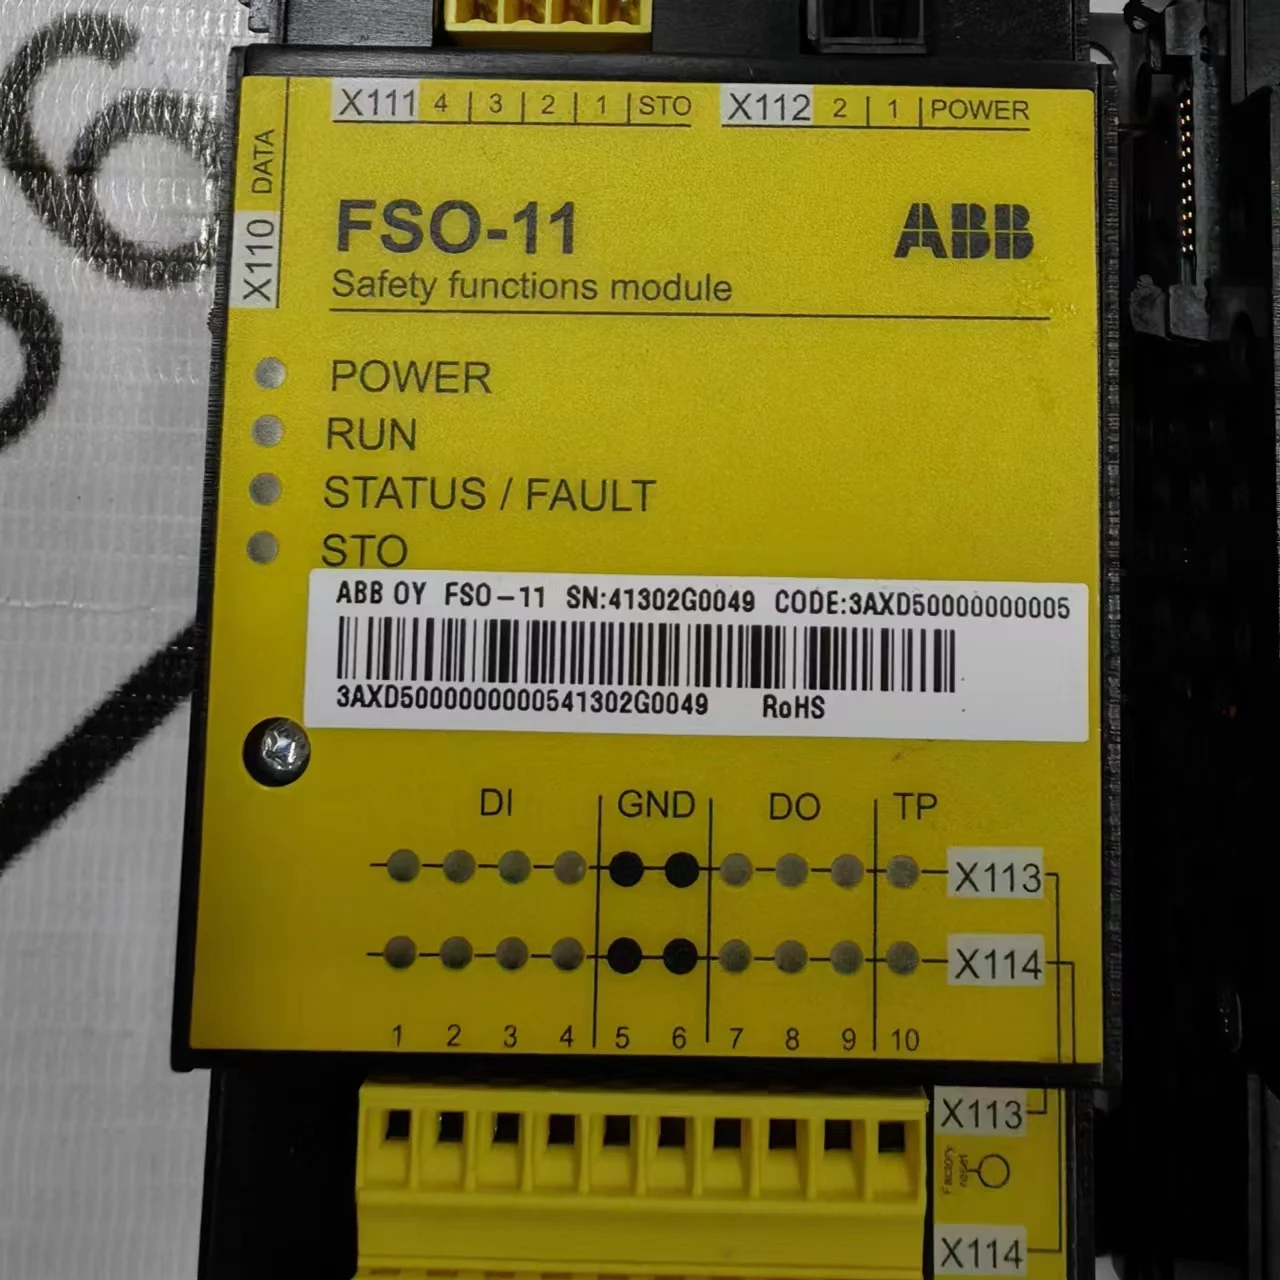 X111 4 | 3 | 2 | 1 | STO X112 2 | 1 | POWER
X110 DATA
FSO-11 ABB
Safety functions module
POWER
RUN
STATUS / FAULT
STO
ABB OY FSO-11 SN:41302G0049 CODE:3AXD50000000005
3AXD5000000000541302G0049 RoHS
DI GND DO TP
X113
X114
1 2 3 4 5 6 7 8 9 10
X113
Factory reset
X114